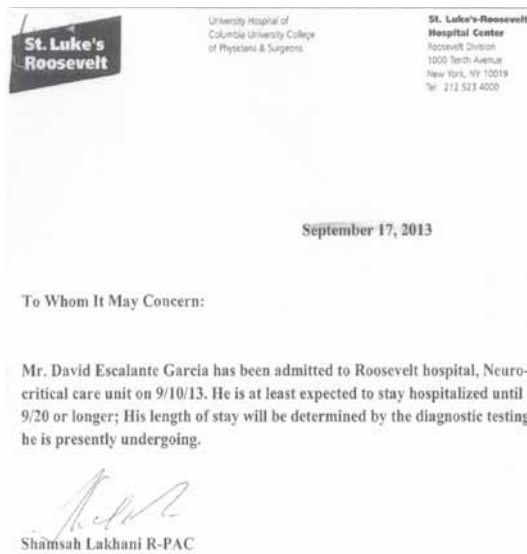 St. Luke's
Roosevelt
University Hospital of
Columbia University College
of Physicians & Surgeons
St. Luke's-Roosevelt
Hospital Center
Roosevelt Division
1000 Tenth Avenue
New York, NY 10019
Tel 212 523 4000
September 17, 2013
To Whom It May Concern:
Mr. David Escalante Garcia has been admitted to Roosevelt hospital, Neuro-
critical care unit on 9/10/13. He is at least expected to stay hospitalized until
9/20 or longer; His length of stay will be determined by the diagnostic testing
he is presently undergoing.
Shamsah Lakhani R-PAC